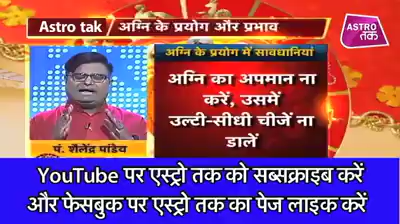 Astro tak अग्नि के प्रयोग और प्रभाव
ASTRO
तक
अग्नि के प्रयोग में सावधानियां
अग्नि का अपमान ना
करें, उसमें
उल्टी-सीधी चीजें ना
डालें
पं. शैलेंद्र पांडेय
YouTube पर एस्ट्रो तक को सब्सक्राइब करें
और फेसबुक पर एस्ट्रो तक का पेज लाइक करें